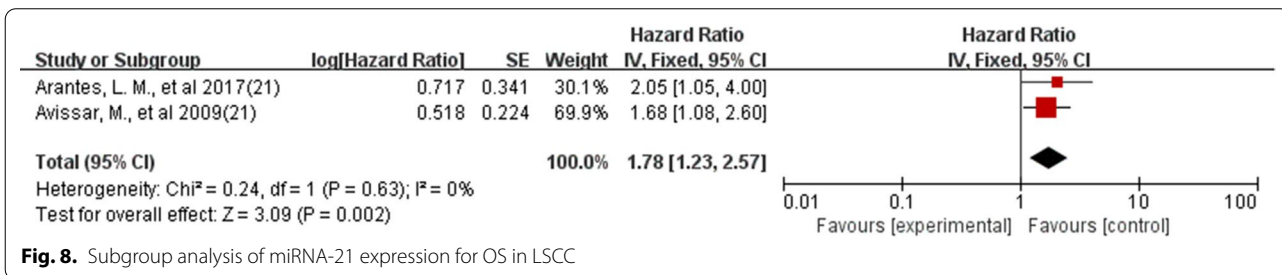 Hazard Ratio Hazard Ratio
Study or Subgroup log[Hazard Ratio] SE Weight IV, Fixed, 95% CI IV, Fixed, 95% CI
Arantes, L. M., et al 2017(21) 0.717 0.341 30.1% 2.05 [1.05, 4.00]
Avissar, M., et al 2009(21) 0.518 0.224 69.9% 1.68 [1.08, 2.60]
Total (95% CI) 100.0% 1.78 [1.23, 2.57]
Heterogeneity: Chi² = 0.24, df = 1 (P = 0.63); I² = 0%
Test for overall effect: Z = 3.09 (P = 0.002)
0.01 0.1 1 10 100
Favours [experimental] Favours [control]
Fig. 8. Subgroup analysis of miRNA-21 expression for OS in LSCC